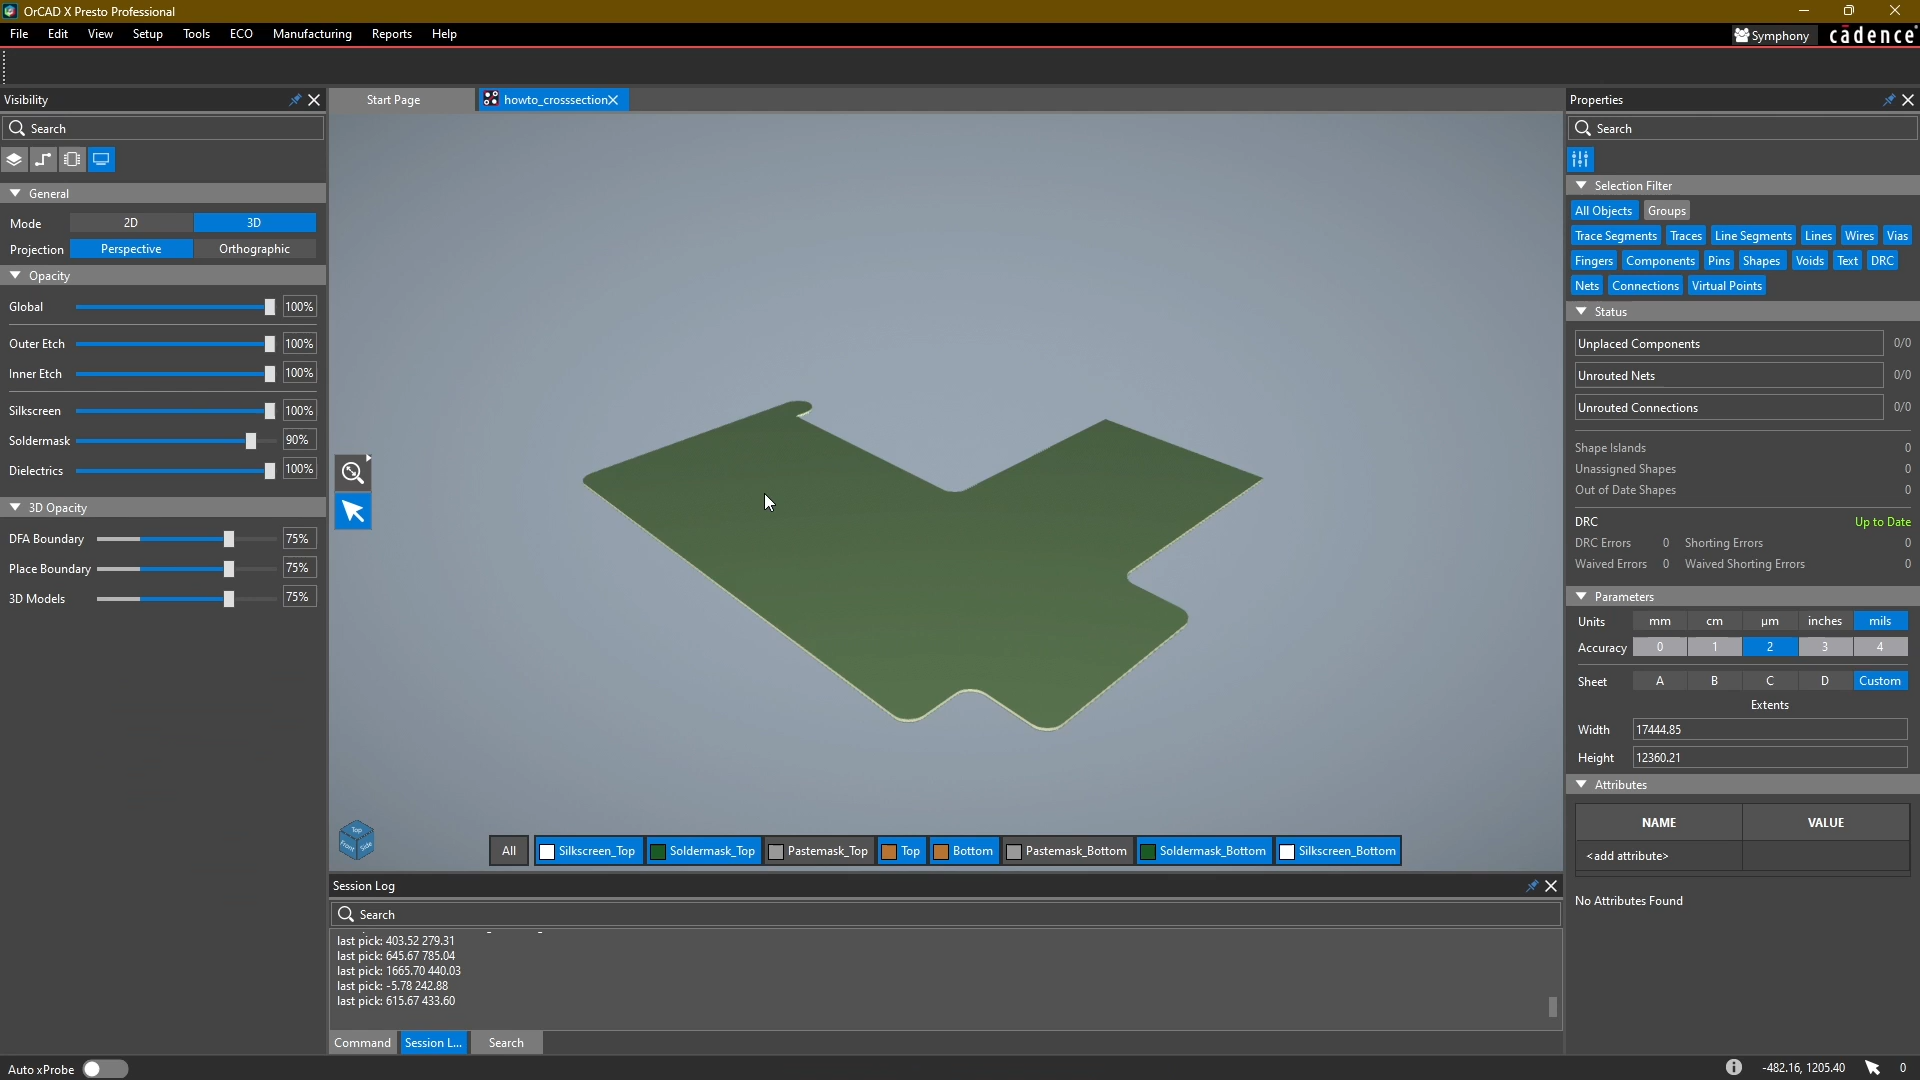 OrCAD X Presto Professional
File Edit View Setup Tools ECO Manufacturing Reports Help
Symphony cādence
Visibility
Search
General
Mode 2D 3D
Projection Perspective Orthographic
Opacity
Global 100%
Outer Etch 100%
Inner Etch 100%
Silkscreen 100%
Soldermask 90%
Dielectrics 100%
3D Opacity
DFA Boundary 75%
Place Boundary 75%
3D Models 75%
Start Page howto_crosssection
Top
Front Side
All Silkscreen_Top Soldermask_Top Pastemask_Top Top Bottom Pastemask_Bottom Soldermask_Bottom Silkscreen_Bottom
Session Log
Search
last pick: 403.52 279.31
last pick: 645.67 785.04
last pick: 1665.70 440.03
last pick: -5.78 242.88
last pick: 615.67 433.60
Command Session L... Search
Properties
Search
Selection Filter
All Objects Groups
Trace Segments Traces Line Segments Lines Wires Vias
Fingers Components Pins Shapes Voids Text DRC
Nets Connections Virtual Points
Status
Unplaced Components 0/0
Unrouted Nets 0/0
Unrouted Connections 0/0
Shape Islands 0
Unassigned Shapes 0
Out of Date Shapes 0
DRC Up to Date
DRC Errors 0 Shorting Errors 0
Waived Errors 0 Waived Shorting Errors 0
Parameters
Units mm cm µm inches mils
Accuracy 0 1 2 3 4
Sheet A B C D Custom
Extents
Width 17444.85
Height 12360.21
Attributes
NAME VALUE
<add attribute>
No Attributes Found
Auto xProbe
-482.16, 1205.40 0